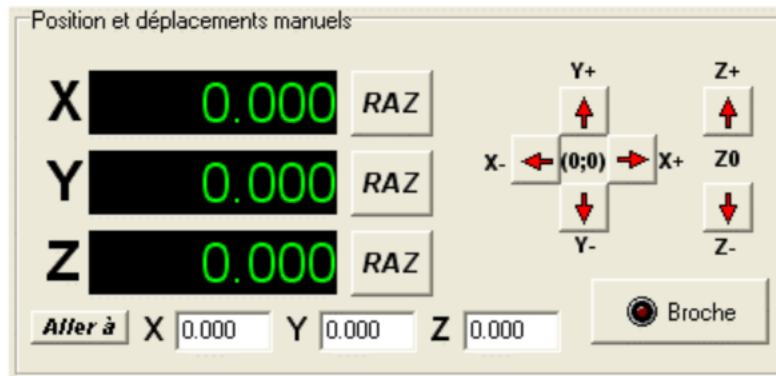 Position et déplacements manuels
X 0.000 RAZ
Y 0.000 RAZ
Z 0.000 RAZ
Y+
X- (0;0) X+
Y-
Z+
Z0
Z-
Aller à X 0.000 Y 0.000 Z 0.000
Broche